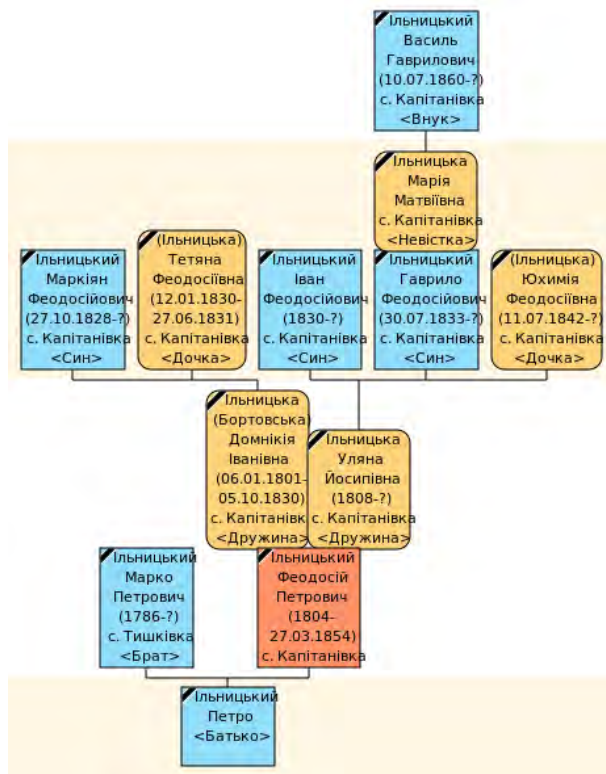 Ільницький
Василь
Гаврилович
(10.07.1860-?)
с. Капітанівка
<Внук>
Ільницька
Марія
Матвіївна
с. Капітанівка
<Невістка>
Ільницький
Маркіян
Феодосійович
(27.10.1828-?)
с. Капітанівка
<Син>
(Ільницька)
Тетяна
Феодосіївна
(12.01.1830-
27.06.1831)
с. Капітанівка
<Дочка>
Ільницький
Іван
Феодосійович
(1830-?)
с. Капітанівка
<Син>
Ільницький
Гаврило
Феодосійович
(30.07.1833-?)
с. Капітанівка
<Син>
(Ільницька)
Юхимія
Феодосіївна
(11.07.1842-?)
с. Капітанівка
<Дочка>
Ільницька
(Бортовська)
Домнікія
Іванівна
(06.01.1801-
05.10.1830)
с. Капітанівка
<Дружина>
Ільницька
Уляна
Йосипівна
(1808-?)
с. Капітанівка
<Дружина>
Ільницький
Марко
Петрович
(1786-?)
с. Тишківка
<Брат>
Ільницький
Феодосій
Петрович
(1804-
27.03.1854)
с. Капітанівка
Ільницький
Петро
<Батько>